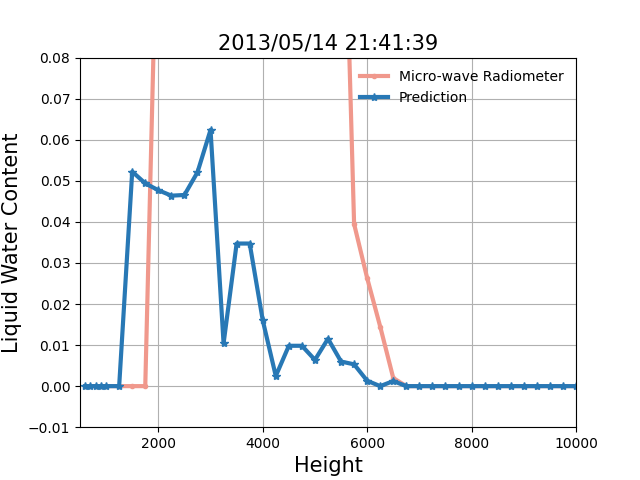 2013/05/14 21:41:39
Micro-wave Radiometer
Prediction
Liquid Water Content
0.08
0.07
0.06
0.05
0.04
0.03
0.02
0.01
0.00
−0.01
2000 4000 6000 8000 10000
Height